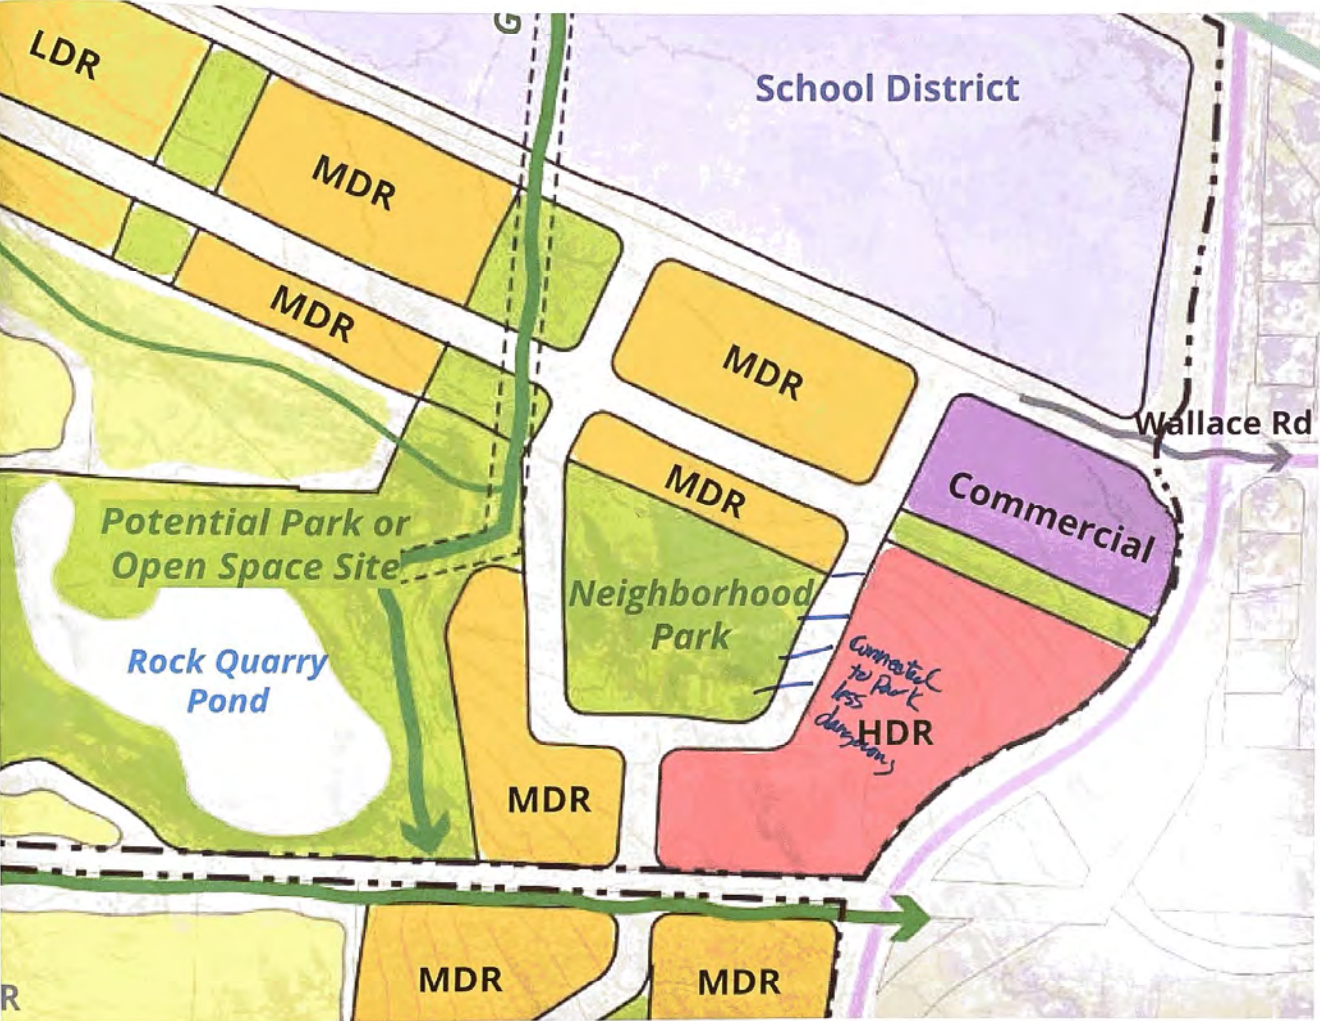 G
LDR
School District
MDR
MDR
MDR
Wallace Rd
MDR
Commercial
Potential Park or
Open Space Site
Neighborhood
Park
Rock Quarry
Pond
Connected
to Park
less
dangerous
HDR
MDR
MDR
MDR
R